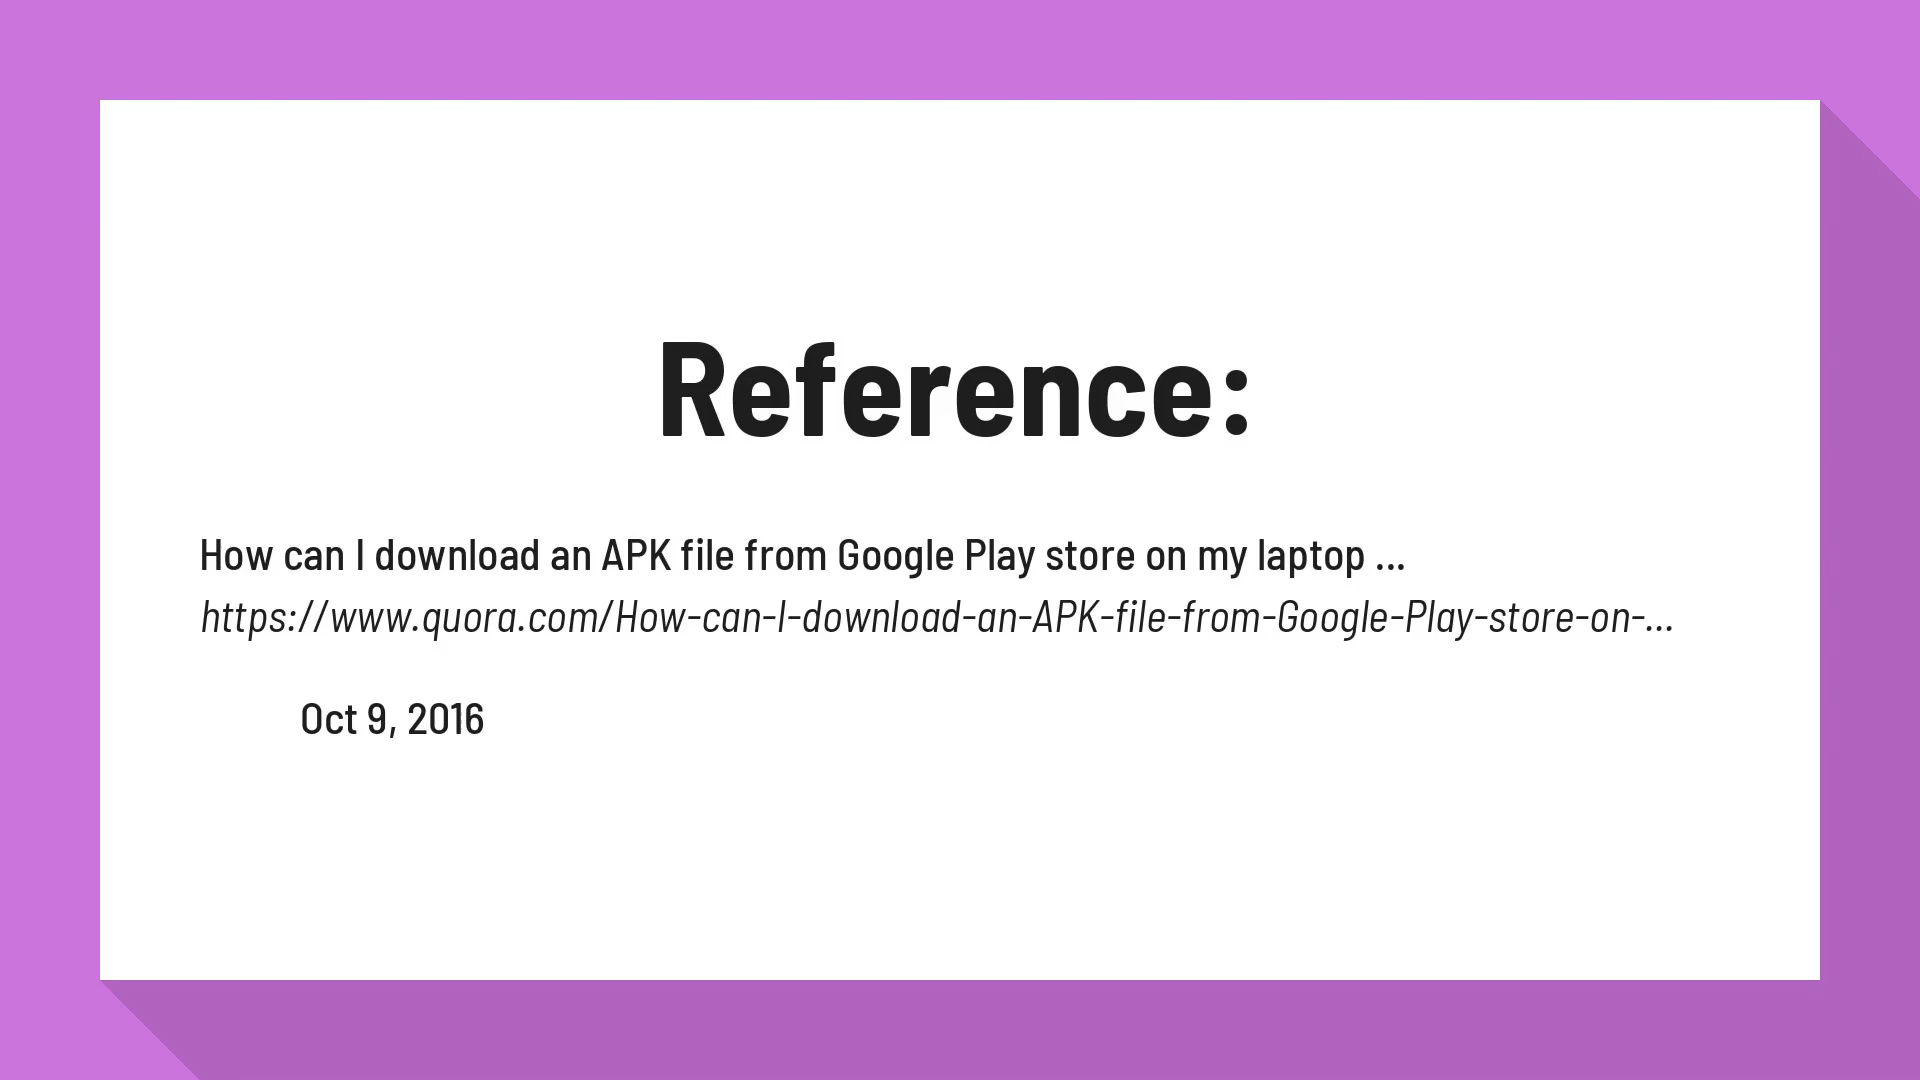 Reference:
How can I download an APK file from Google Play store on my laptop ...
https://www.quora.com/How-can-I-download-an-APK-file-from-Google-Play-store-on-...
Oct 9, 2016